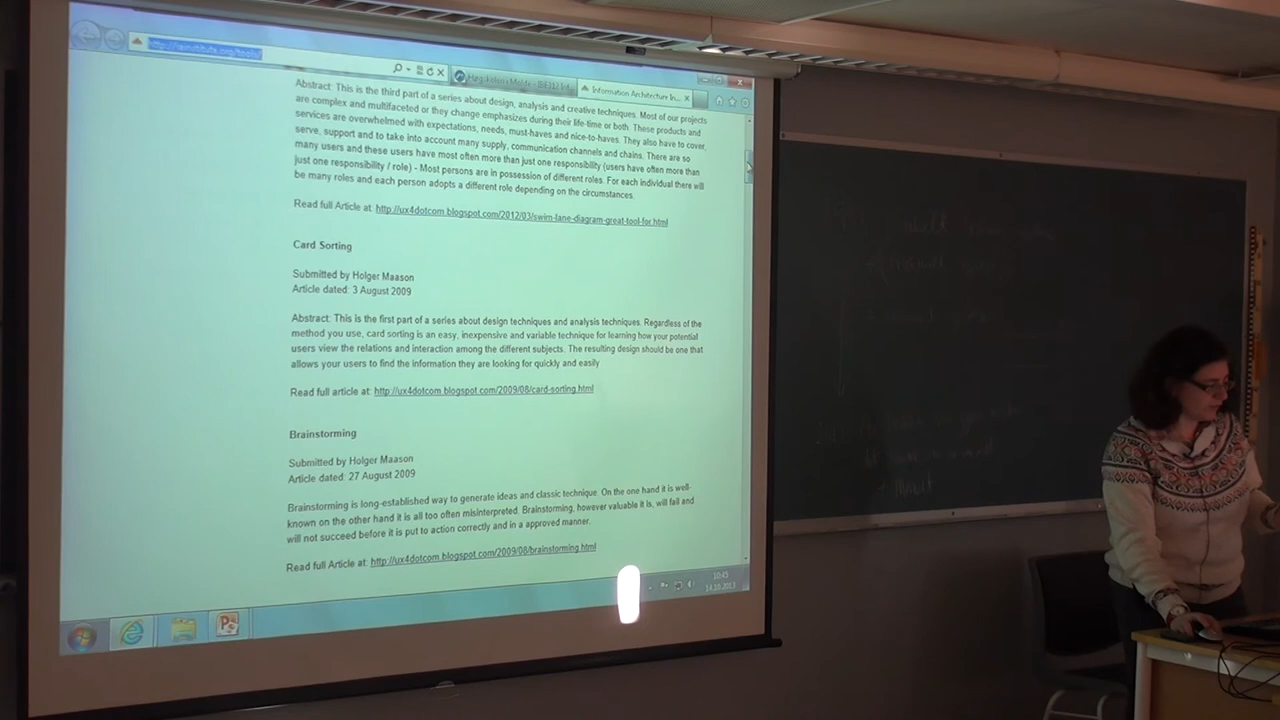 http://iainstitute.org/tools/
Høgskolen i Molde - IBE312 Inf...
Information Architecture In...
Abstract: This is the third part of a series about design, analysis and creative techniques. Most of our projects
are complex and multifaceted or they change emphasizes during their life-time or both. These products and
services are overwhelmed with expectations, needs, must-haves and nice-to-haves. They also have to cover,
serve, support and to take into account many supply, communication channels and chains. There are so
many users and these users have most often more than just one responsibility (users have often more than
just one responsibility / role) - Most persons are in possession of different roles. For each individual there will
be many roles and each person adopts a different role depending on the circumstances.
Read full Article at: http://ux4dotcom.blogspot.com/2012/03/swim-lane-diagram-great-tool-for.html
Card Sorting
Submitted by Holger Maason
Article dated: 3 August 2009
Abstract: This is the first part of a series about design techniques and analysis techniques. Regardless of the
method you use, card sorting is an easy, inexpensive and variable technique for learning how your potential
users view the relations and interaction among the different subjects. The resulting design should be one that
allows your users to find the information they are looking for quickly and easily
Read full article at: http://ux4dotcom.blogspot.com/2009/08/card-sorting.html
Brainstorming
Submitted by Holger Maason
Article dated: 27 August 2009
Brainstorming is long-established way to generate ideas and classic technique. On the one hand it is well-
known on the other hand it is all too often misinterpreted. Brainstorming, however valuable it is, will fail and
will not succeed before it is put to action correctly and in a approved manner.
Read full Article at: http://ux4dotcom.blogspot.com/2009/08/brainstorming.html
10:45
14.10.2013